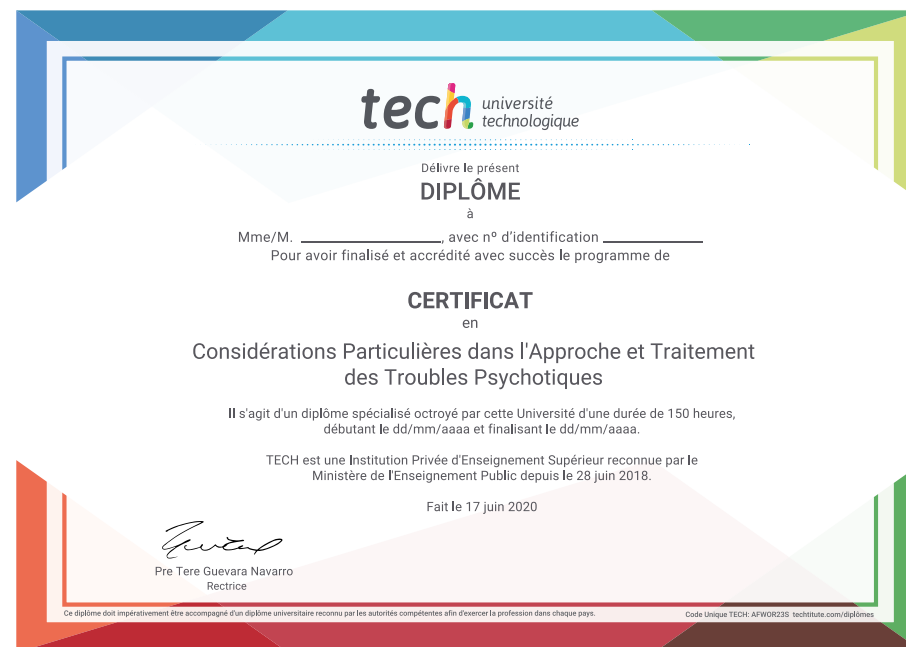 tech université
technologique
Délivre le présent
DIPLÔME
à
Mme/M. ____________________, avec nº d'identification ______________
Pour avoir finalisé et accrédité avec succès le programme de
CERTIFICAT
en
Considérations Particulières dans l'Approche et Traitement
des Troubles Psychotiques
Il s'agit d'un diplôme spécialisé octroyé par cette Université d'une durée de 150 heures,
débutant le dd/mm/aaaa et finalisant le dd/mm/aaaa.
TECH est une Institution Privée d'Enseignement Supérieur reconnue par le
Ministère de l'Enseignement Public depuis le 28 juin 2018.
Fait le 17 juin 2020
Pre Tere Guevara Navarro
Rectrice
Ce diplôme doit impérativement être accompagné d'un diplôme universitaire reconnu par les autorités compétentes afin d'exercer la profession dans chaque pays.
Code Unique TECH: AFWOR23S techtitute.com/diplômes